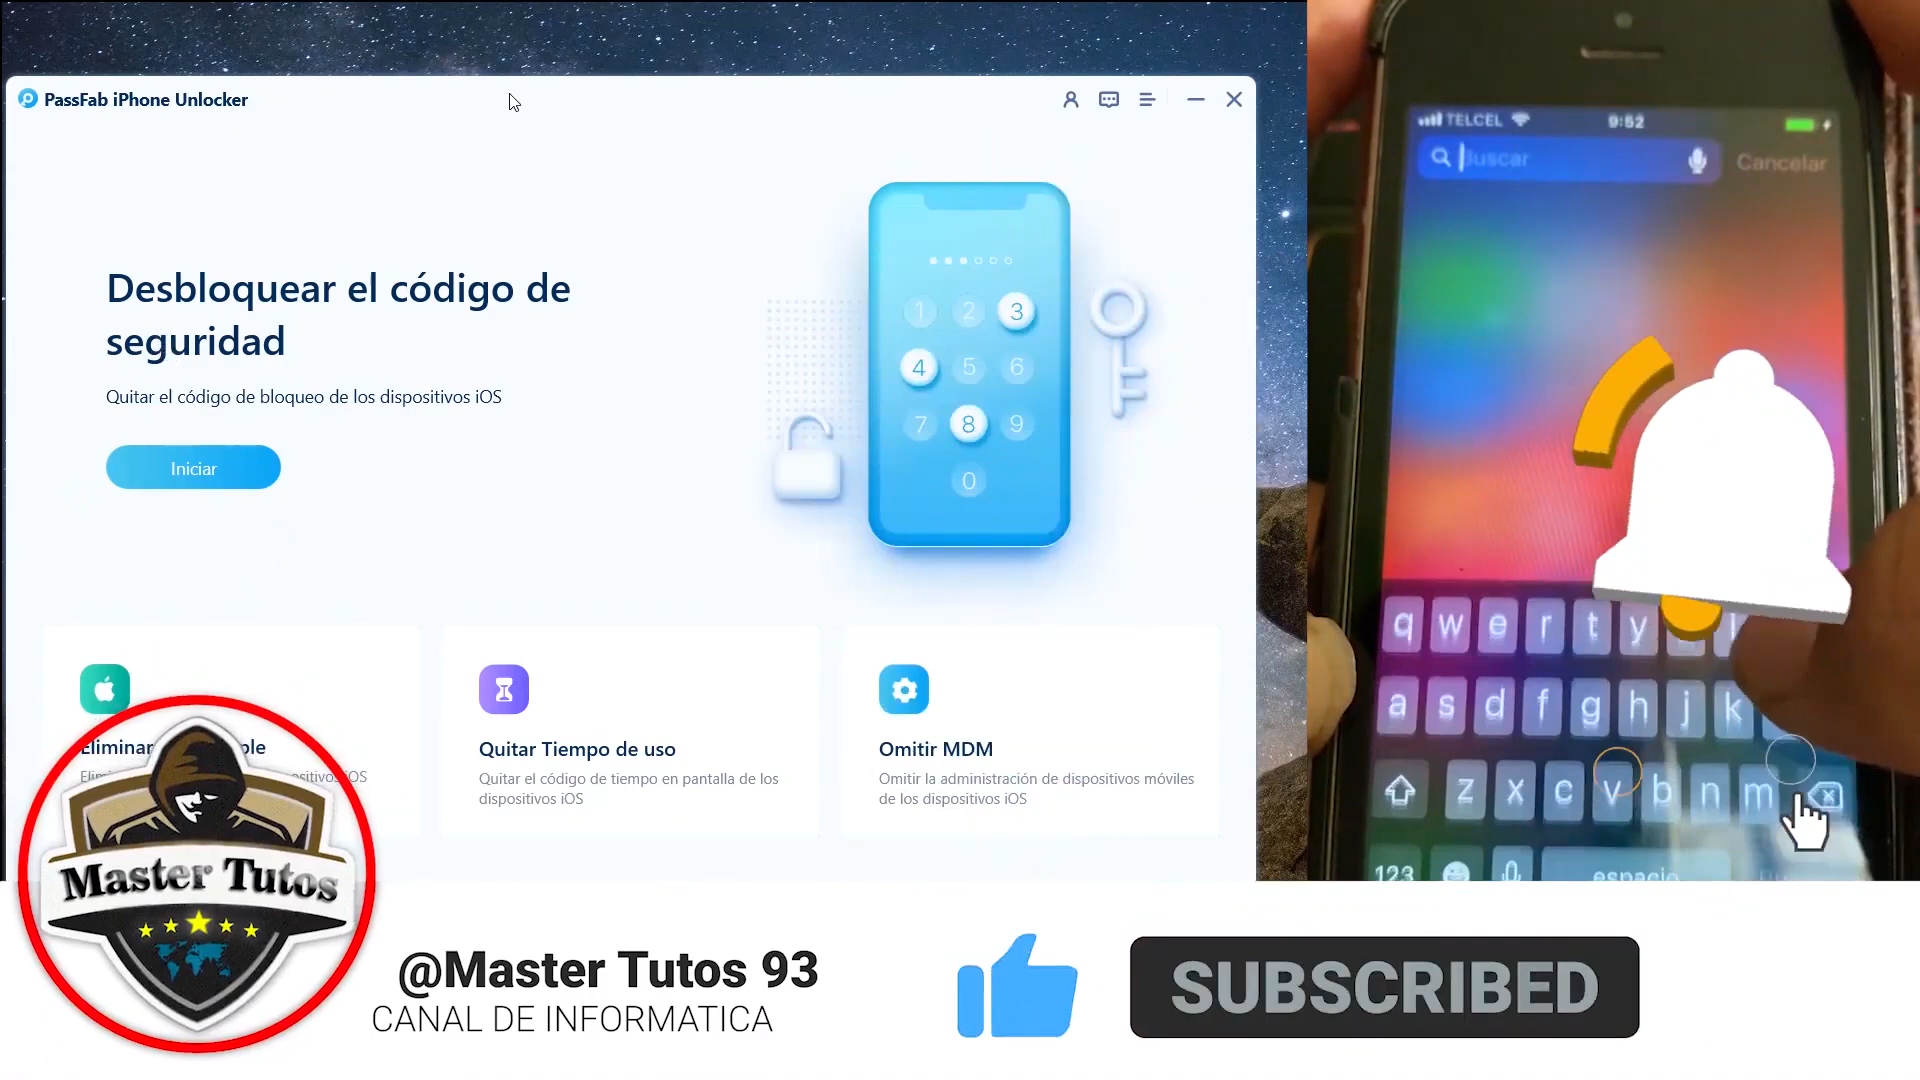 PassFab iPhone Unlocker
Desbloquear el código de
seguridad
Quitar el código de bloqueo de los dispositivos iOS
Iniciar
1 2 3
4 5 6
7 8 9
0
Quitar Tiempo de uso
Quitar el código de tiempo en pantalla de los
dispositivos iOS
Omitir MDM
Omitir la administración de dispositivos móviles
de los dispositivos iOS
TELCEL 9:52
Buscar Cancelar
q w e r t y
a s d f g h j k
z x c v b n m
123 espacio
Master Tutos
@Master Tutos 93
CANAL DE INFORMATICA
SUBSCRIBED